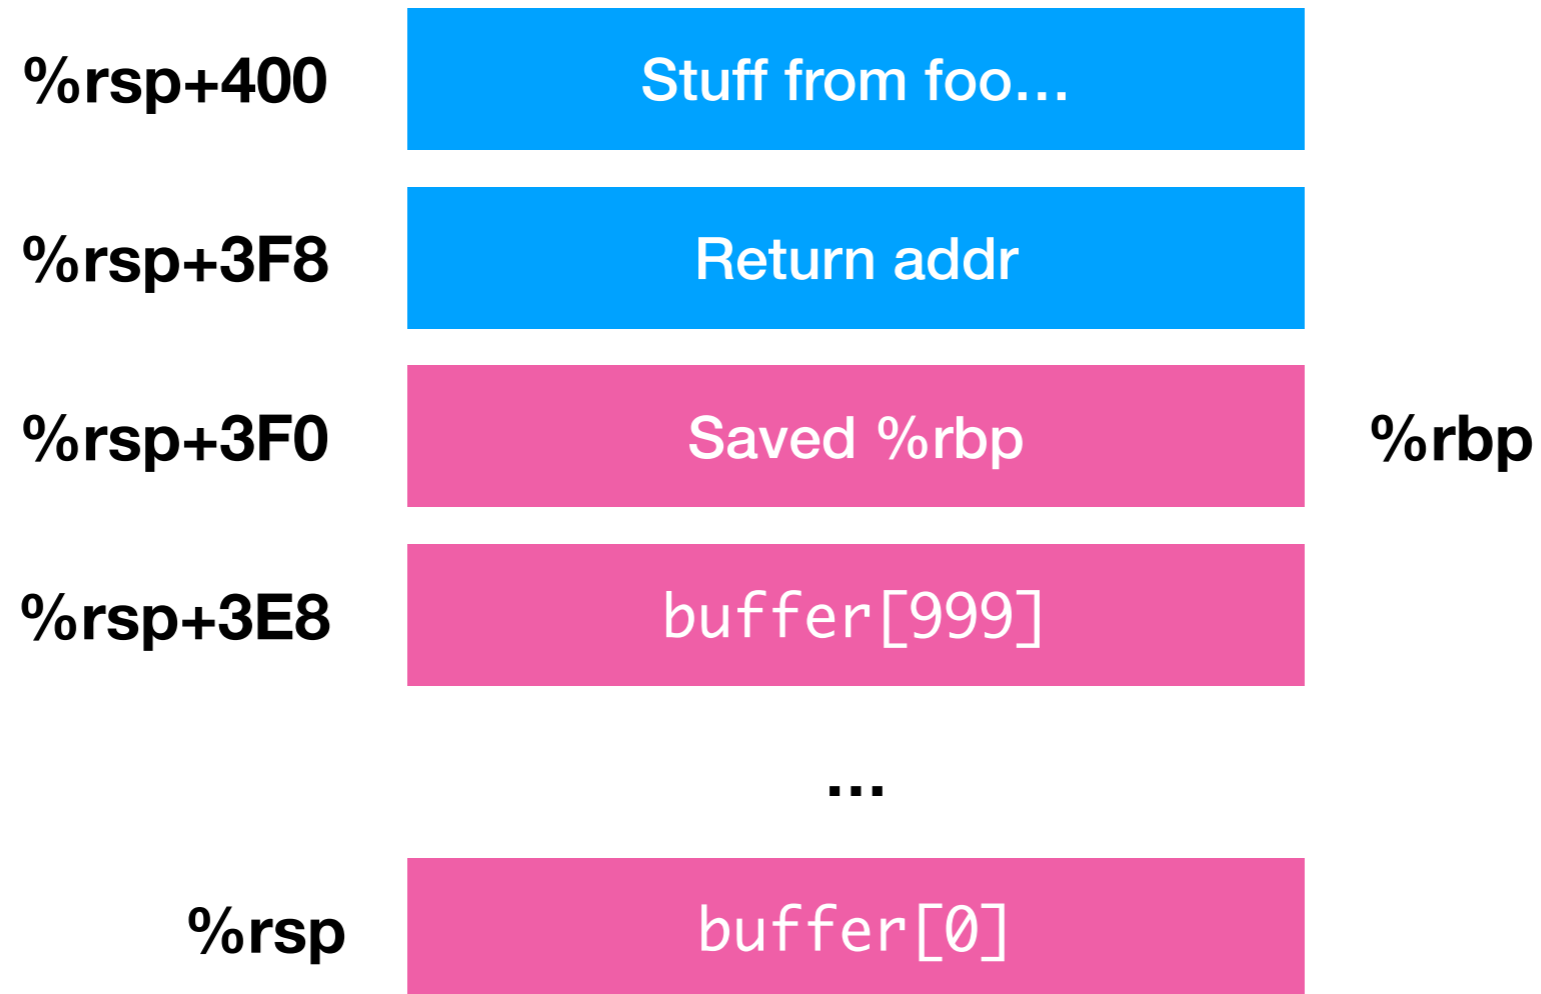 %rsp+400 Stuff from foo...
%rsp+3F8 Return addr
%rsp+3F0 Saved %rbp %rbp
%rsp+3E8 buffer[999]
...
%rsp buffer[0]